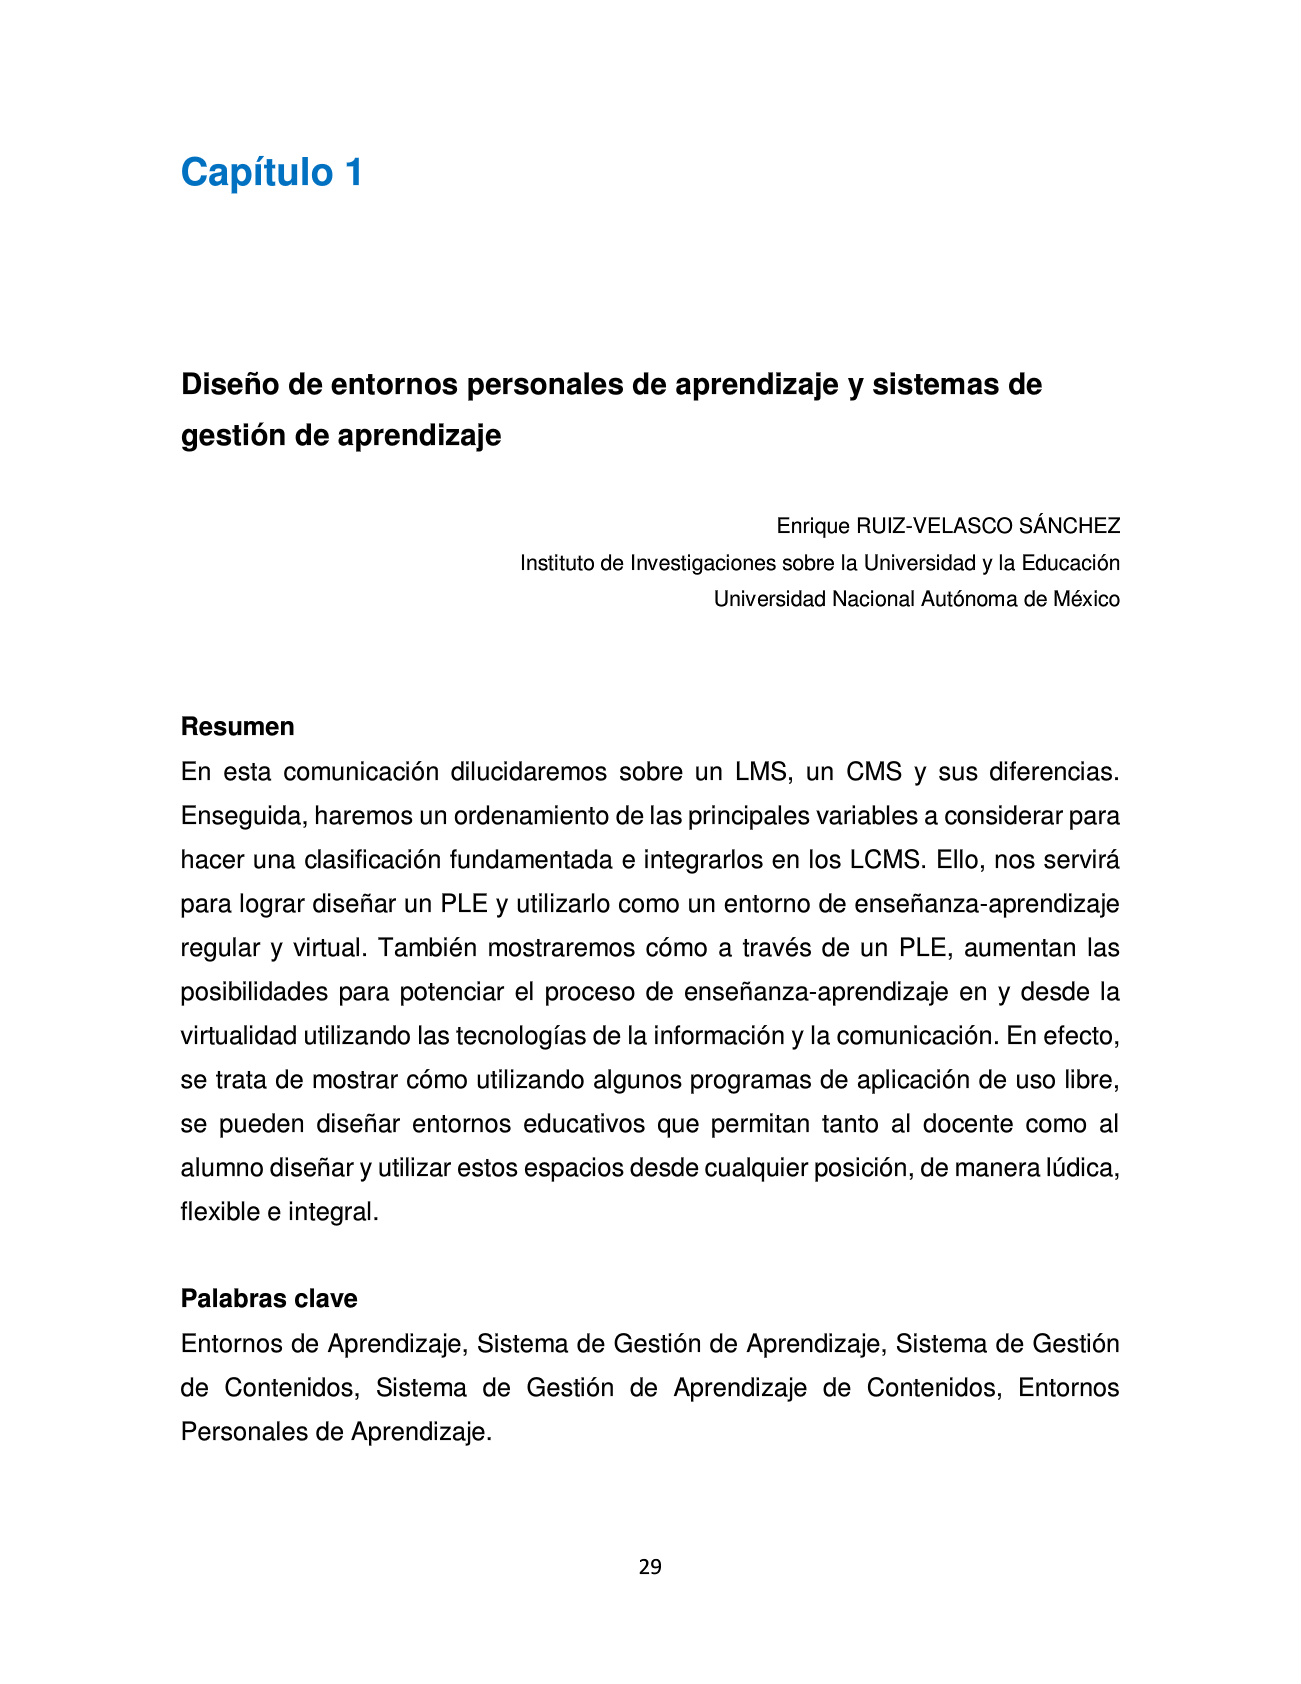 Capítulo 1
Diseño de entornos personales de aprendizaje y sistemas de
gestión de aprendizaje
Enrique RUIZ-VELASCO SÁNCHEZ
Instituto de Investigaciones sobre la Universidad y la Educación
Universidad Nacional Autónoma de México
Resumen
En esta comunicación dilucidaremos sobre un LMS, un CMS y sus diferencias.
Enseguida, haremos un ordenamiento de las principales variables a considerar para
hacer una clasificación fundamentada e integrarlos en los LCMS. Ello, nos servirá
para lograr diseñar un PLE y utilizarlo como un entorno de enseñanza-aprendizaje
regular y virtual. También mostraremos cómo a través de un PLE, aumentan las
posibilidades para potenciar el proceso de enseñanza-aprendizaje en y desde la
virtualidad utilizando las tecnologías de la información y la comunicación. En efecto,
se trata de mostrar cómo utilizando algunos programas de aplicación de uso libre,
se pueden diseñar entornos educativos que permitan tanto al docente como al
alumno diseñar y utilizar estos espacios desde cualquier posición, de manera lúdica,
flexible e integral.
Palabras clave
Entornos de Aprendizaje, Sistema de Gestión de Aprendizaje, Sistema de Gestión
de Contenidos, Sistema de Gestión de Aprendizaje de Contenidos, Entornos
Personales de Aprendizaje.
29